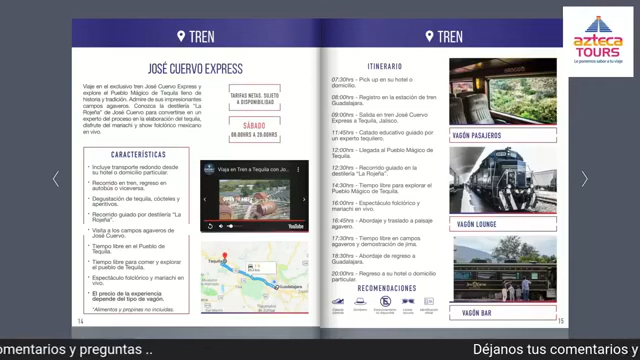 TREN
JOSÉ CUERVO EXPRESS
Viaje en el exclusivo tren José Cuervo Express y
explore el Pueblo Mágico de Tequila lleno de
historia y tradición. Admire de sus impresionantes
campos agaveros. Conozca la destilería "La
Rojeña" de José Cuervo para convertirse en un
experto del proceso en la elaboración del tequila,
disfrute del mariachi y show folclórico mexicano
en vivo.
TARIFAS NETAS. SUJETO
A DISPONIBILIDAD
SÁBADO
CARACTERÍSTICAS
• Incluye transporte redondo desde
su hotel o domicilio particular.
• Recorrido en tren, regreso en
autobús o viceversa.
• Degustación de tequila, cócteles y
aperitivos.
• Recorrido guiado por destilería "La
Rojeña".
• Visita a los campos agaveros de
José Cuervo.
• Tiempo libre en el Pueblo de
Tequila.
• Tiempo libre para comer y explorar
el pueblo de Tequila.
• Espectáculo folclórico y mariachi en
vivo.
• El precio de la experiencia
depende del tipo de vagón.
*Alimentos y propinas no incluidas.
Viaja en Tren a Tequila con Jo...
YouTube
Tequila
Guadalajara
14
TREN
ITINERARIO
07:30hrs - Pick up en su hotel o
domicilio.
08:00hrs - Registro en la estación de tren
Guadalajara.
09:00hrs - Salida en tren José Cuervo
Express a Tequila, Jalisco.
11:45hrs - Catado educativo guiado por
un experto tequilero.
12:00hrs - Llegada al Pueblo Mágico de
Tequila.
12:30hrs - Recorrido guiado en la
destilería "La Rojeña".
14:30hrs - Tiempo libre para explorar el
Pueblo Mágico de Tequila.
16:00hrs - Espectáculo folclórico y
mariachi en vivo.
16:45hrs - Abordaje y traslado a paisaje
agavero.
17:30hrs - Tiempo libre en campos
agaveros y demostración de jima.
18:30hrs - Abordaje de regreso a
Guadalajara.
20:00hrs - Regreso a su hotel o domicilio
particular.
RECOMENDACIONES
VAGÓN PASAJEROS
VAGÓN LOUNGE
VAGÓN BAR
15
azteca
TOURS
Le ponemos sabor a tu viaje
omentarios y preguntas ..
Déjanos tus comentarios y